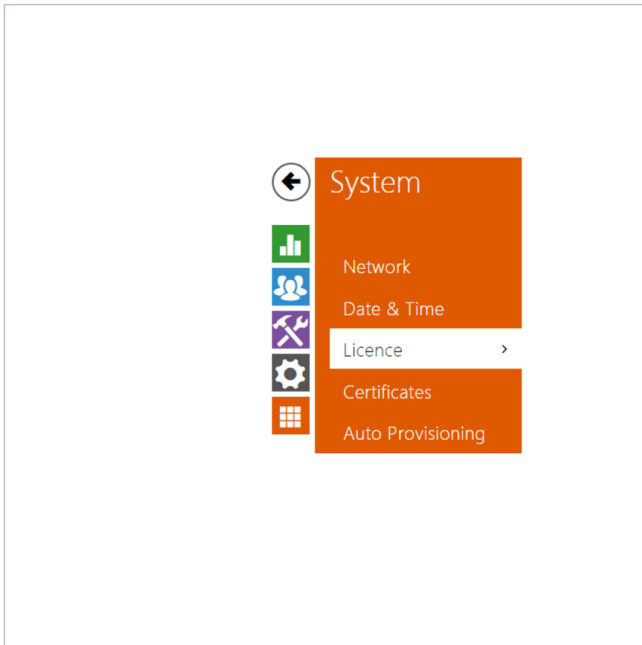 System
Network
Date & Time
Licence
Certificates
Auto Provisioning